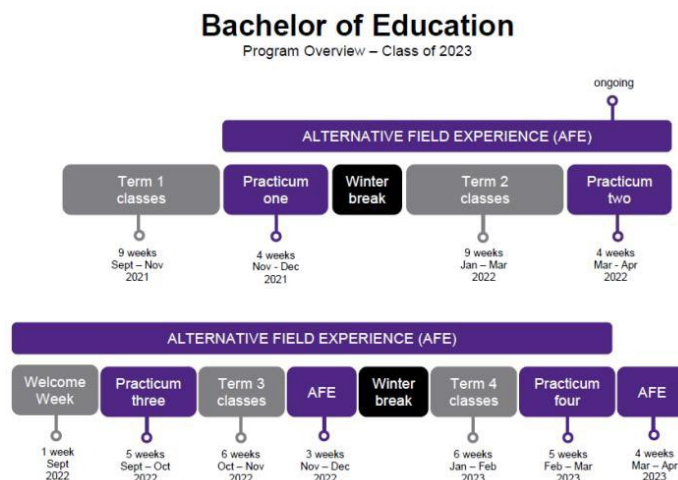 Bachelor of Education
Program Overview – Class of 2023
ongoing
ALTERNATIVE FIELD EXPERIENCE (AFE)
Term 1
classes
Practicum
one
Winter
break
Term 2
classes
Practicum
two
9 weeks
Sept – Nov
2021
4 weeks
Nov - Dec
2021
9 weeks
Jan – Mar
2022
4 weeks
Mar - Apr
2022
ALTERNATIVE FIELD EXPERIENCE (AFE)
Welcome
Week
Practicum
three
Term 3
classes
AFE
Winter
break
Term 4
classes
Practicum
four
AFE
1 week
Sept
2022
5 weeks
Sept – Oct
2022
6 weeks
Oct – Nov
2022
3 weeks
Nov – Dec
2022
6 weeks
Jan – Feb
2023
5 weeks
Feb – Mar
2023
4 weeks
Mar – Apr
2023